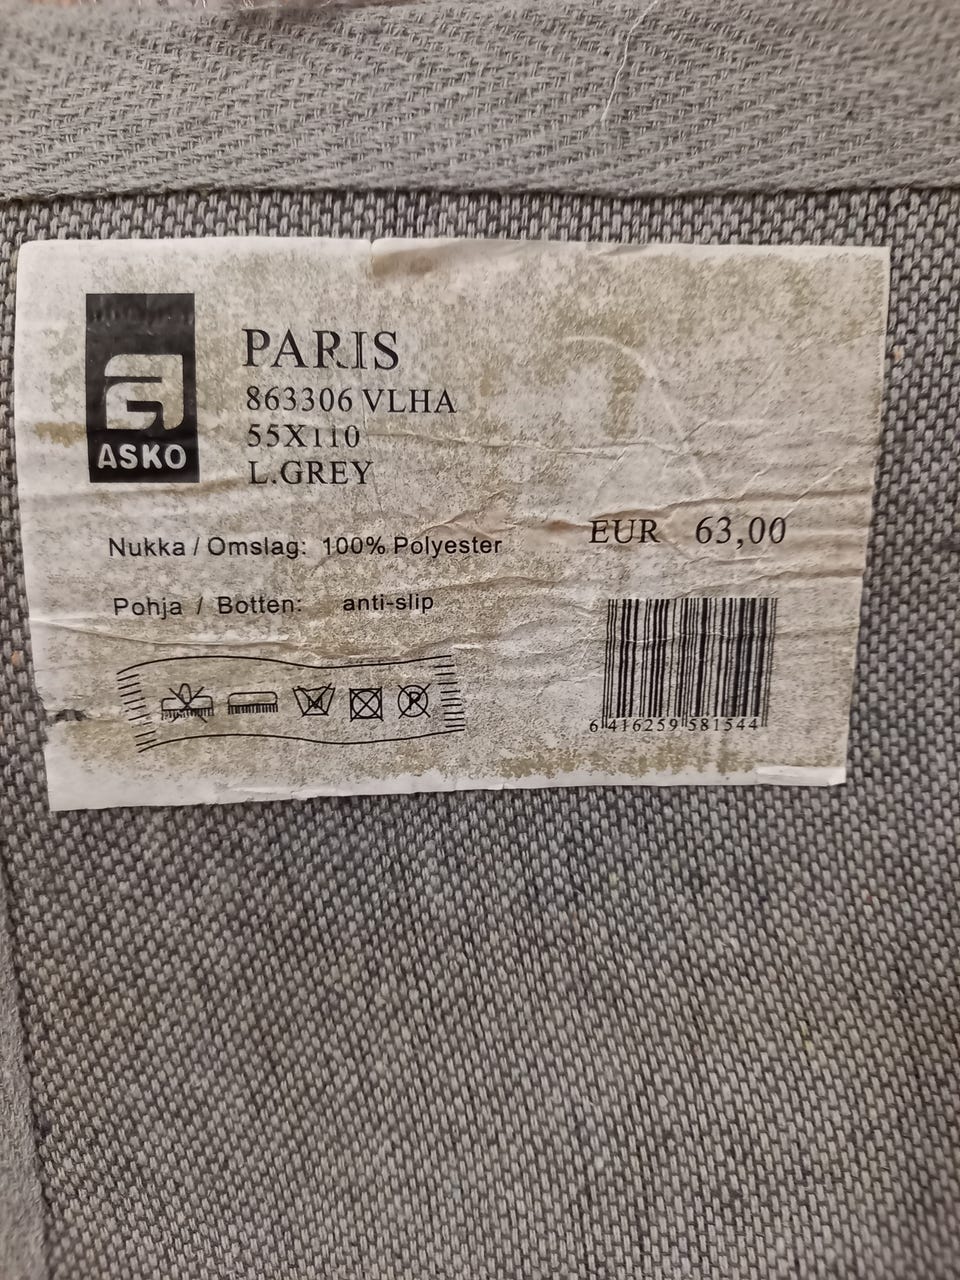 ASKO
PARIS
863306 VLHA
55X110
L.GREY
Nukka / Omslag: 100% Polyester
EUR 63,00
Pohja / Botten: anti-slip
P
6 416259 581544